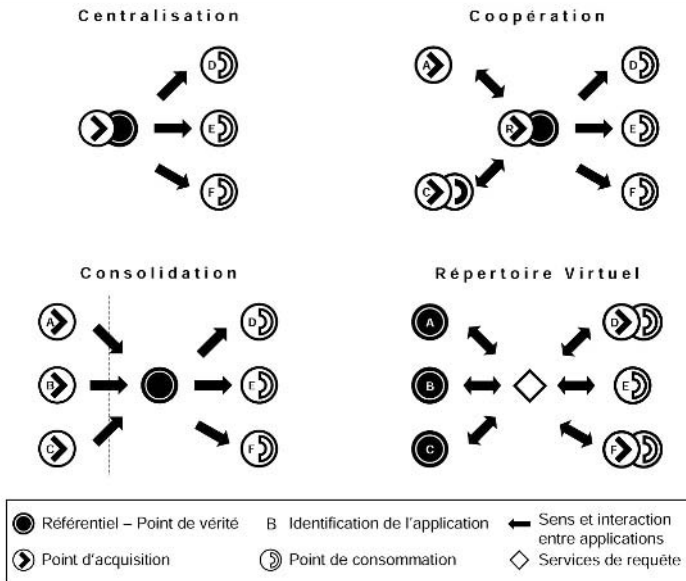 Centralisation
Coopération
D
E
F
A
R
C
D
E
F
Consolidation
Répertoire Virtuel
A
B
C
D
E
F
A
B
C
D
E
F
Référentiel – Point de vérité
B Identification de l'application
Sens et interaction
entre applications
Point d'acquisition
Point de consommation
Services de requête